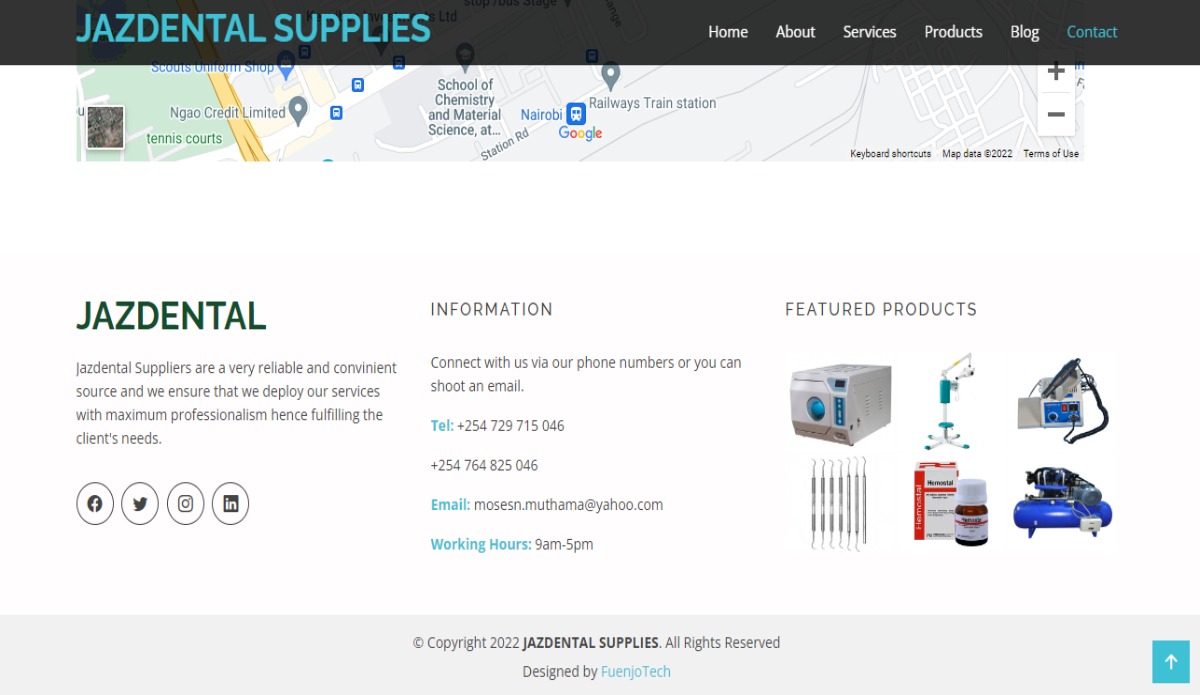 JAZDENTAL SUPPLIES
Home
About
Services
Products
Blog
Contact
stop /bus Stage
Ltd
Scouts Uniform Shop
Ngao Credit Limited
tennis courts
School of
Chemistry
and Material
Science, at...
Nairobi
Railways Train station
Google
Station Rd
Keyboard shortcuts
Map data ©2022
Terms of Use
JAZDENTAL
Jazdental Suppliers are a very reliable and convinient
source and we ensure that we deploy our services
with maximum professionalism hence fulfilling the
client's needs.
INFORMATION
Connect with us via our phone numbers or you can
shoot an email.
Tel: +254 729 715 046
+254 764 825 046
Email: mosesn.muthama@yahoo.com
Working Hours: 9am-5pm
FEATURED PRODUCTS
Hemostal
Hemostal
© Copyright 2022 JAZDENTAL SUPPLIES. All Rights Reserved
Designed by FuenjoTech